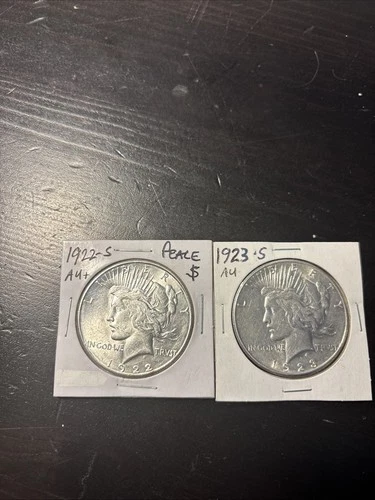 1922-S PEACE
AU+ $
LIBERTY
IN GOD WE TRUST
1922
1923-S
AU
LIBERTY
IN GOD WE TRUST
1923